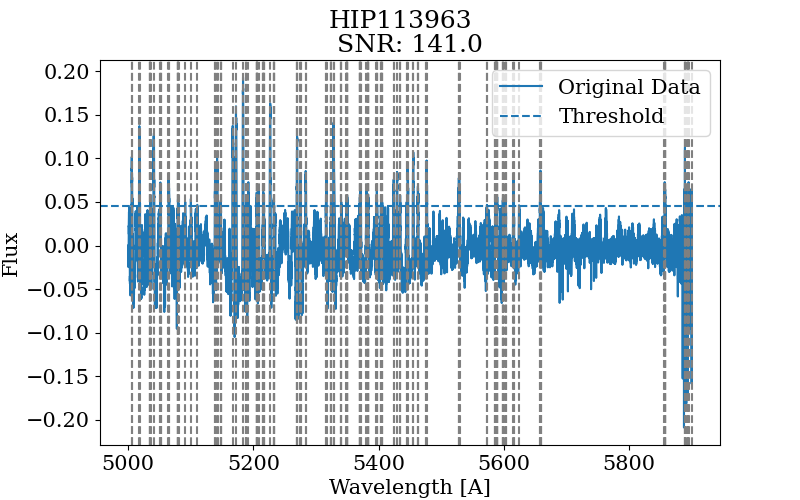 HIP113963
SNR: 141.0
Original Data
Threshold
Flux
0.20
0.15
0.10
0.05
0.00
−0.05
−0.10
−0.15
−0.20
5000 5200 5400 5600 5800
Wavelength [A]